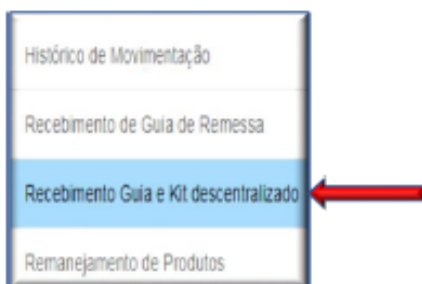 Histórico de Movimentação
Recebimento de Guia de Remessa
Recebimento Guia e Kit descentralizado
Remanejamento de Produtos